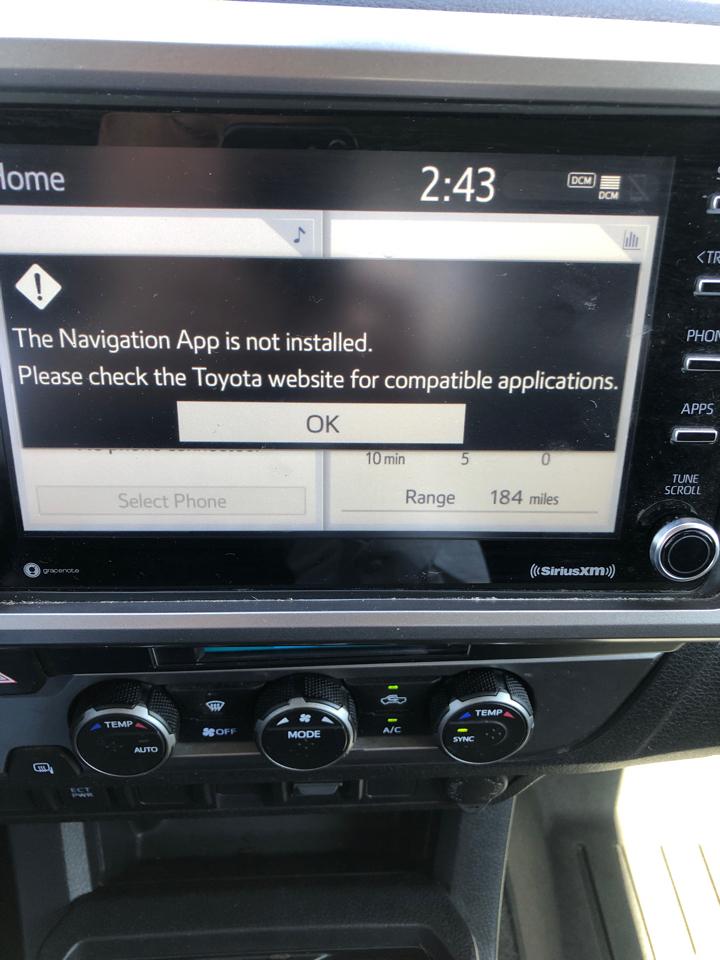 Home
2:43
DCM
DCM
<TR
The Navigation App is not installed.
PHON
Please check the Toyota website for compatible applications.
APPS
OK
10 min 5 0
TUNE
SCROLL
Select Phone
Range 184 miles
gracenote
((SiriusXM))
TEMP
AUTO
OFF
MODE
A/C
TEMP
SYNC
ECT
PWR